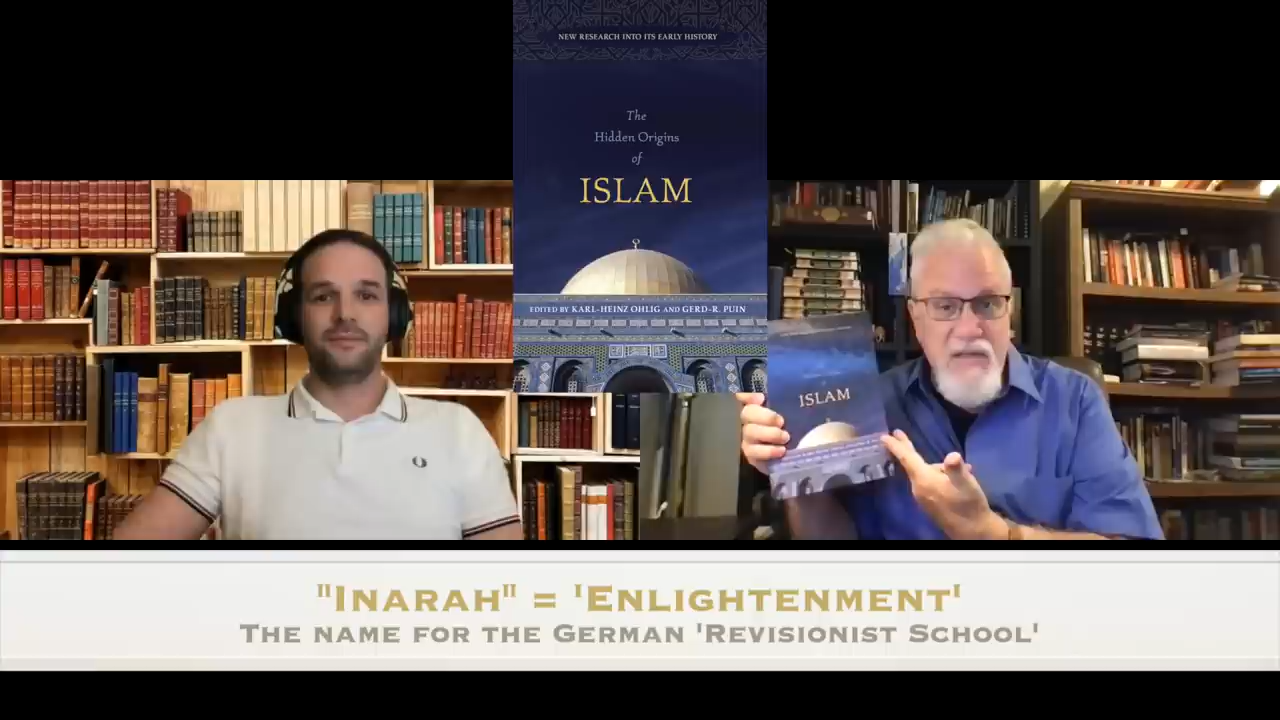 NEW RESEARCH INTO ITS EARLY HISTORY
The
Hidden Origins
of
ISLAM
EDITED BY KARL-HEINZ OHLIG AND GERD-R. PUIN
ISLAM
"INARAH" = 'ENLIGHTENMENT'
THE NAME FOR THE GERMAN 'REVISIONIST SCHOOL'